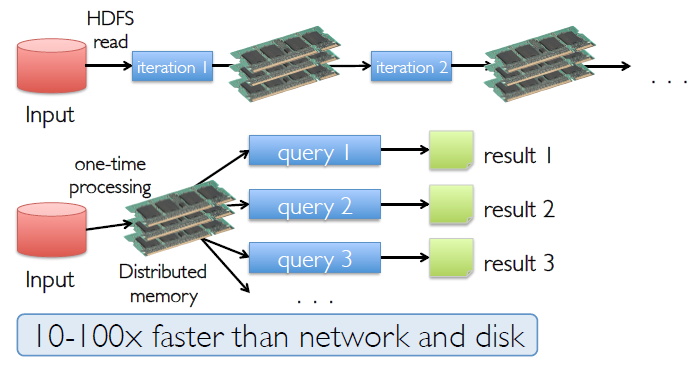 HDFS
read
iteration 1
iteration 2
. . .
Input
one-time
processing
query 1
result 1
query 2
result 2
query 3
result 3
Input
Distributed
memory
. . .
10-100x faster than network and disk